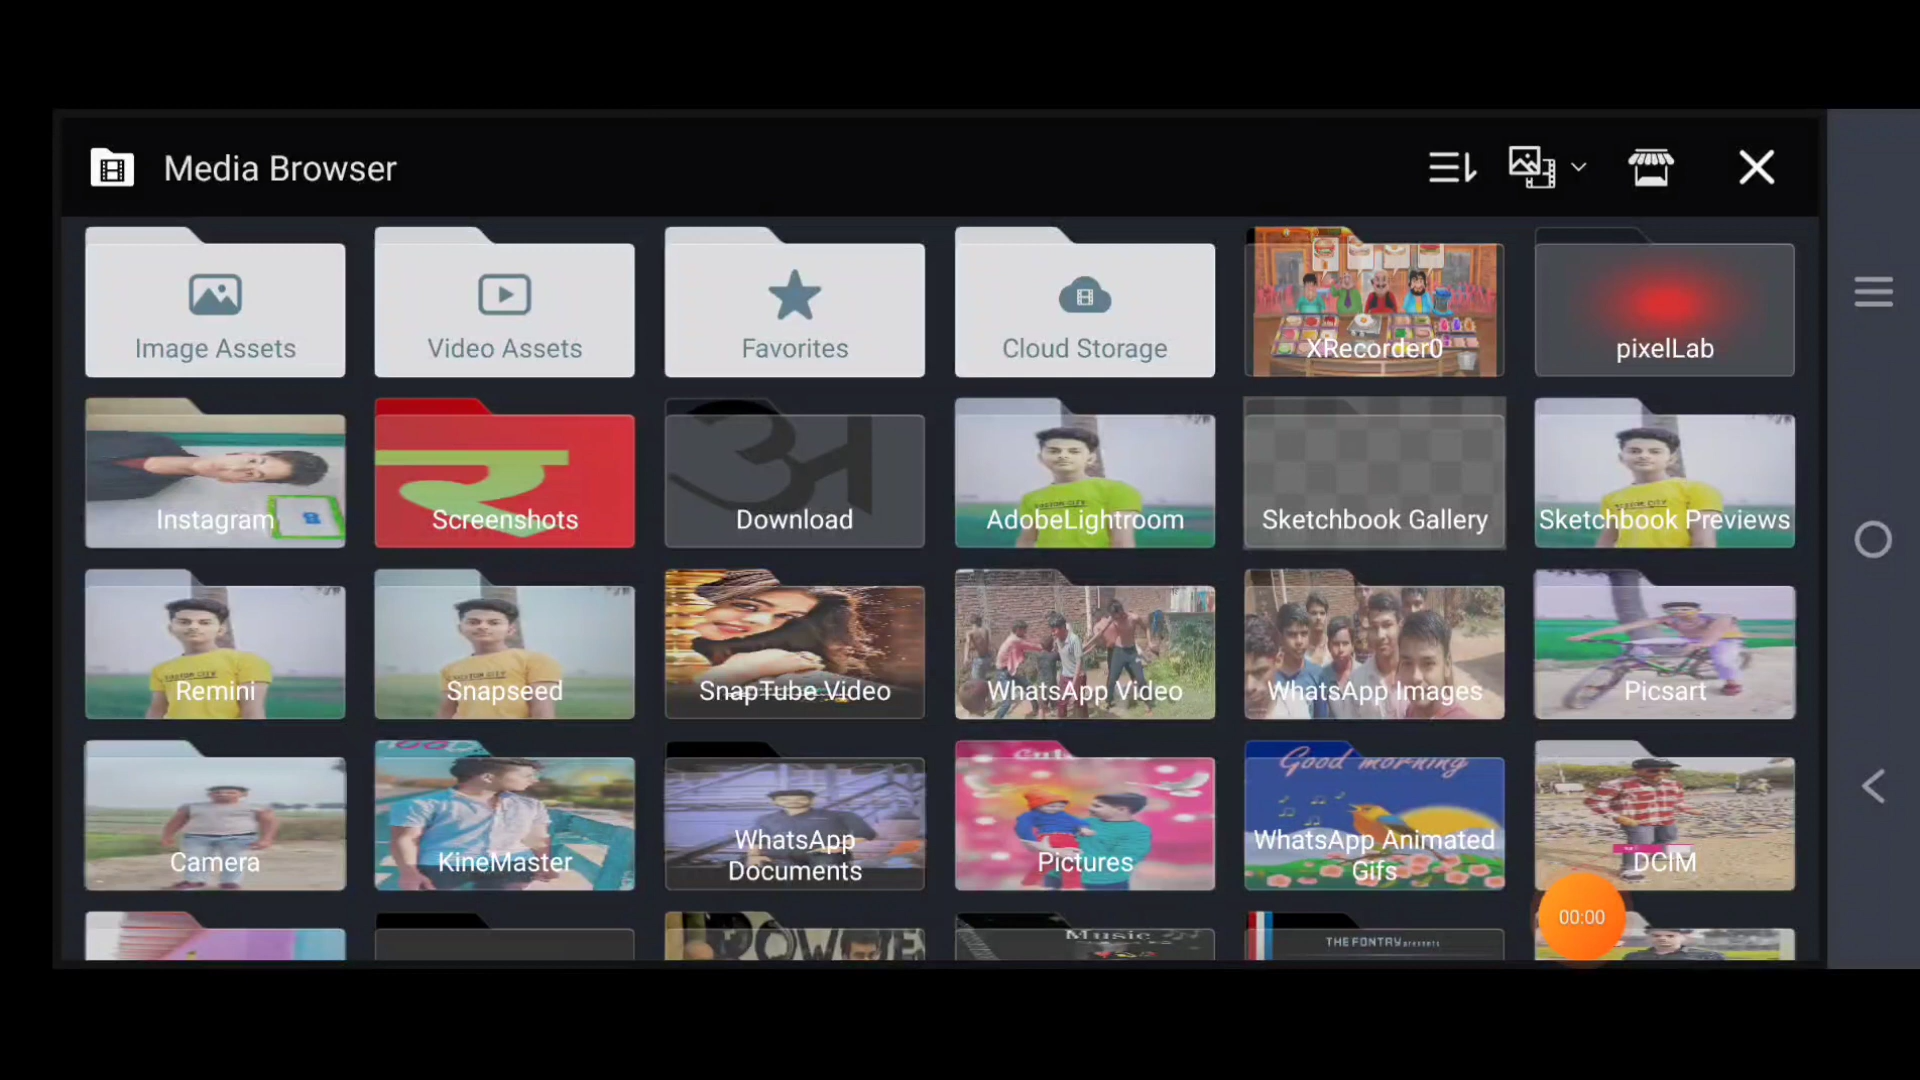 Media Browser
Image Assets
Video Assets
Favorites
Cloud Storage
XRecorder0
pixelLab
Instagram
र
Screenshots
अ
Download
AdobeLightroom
Sketchbook Gallery
Sketchbook Previews
Remini
Snapseed
SnapTube Video
WhatsApp Video
WhatsApp Images
Picsart
Camera
KineMaster
WhatsApp
Documents
Pictures
Good morning
WhatsApp Animated
Gifs
DCIM
00:00
Music
THE FONTRY presents